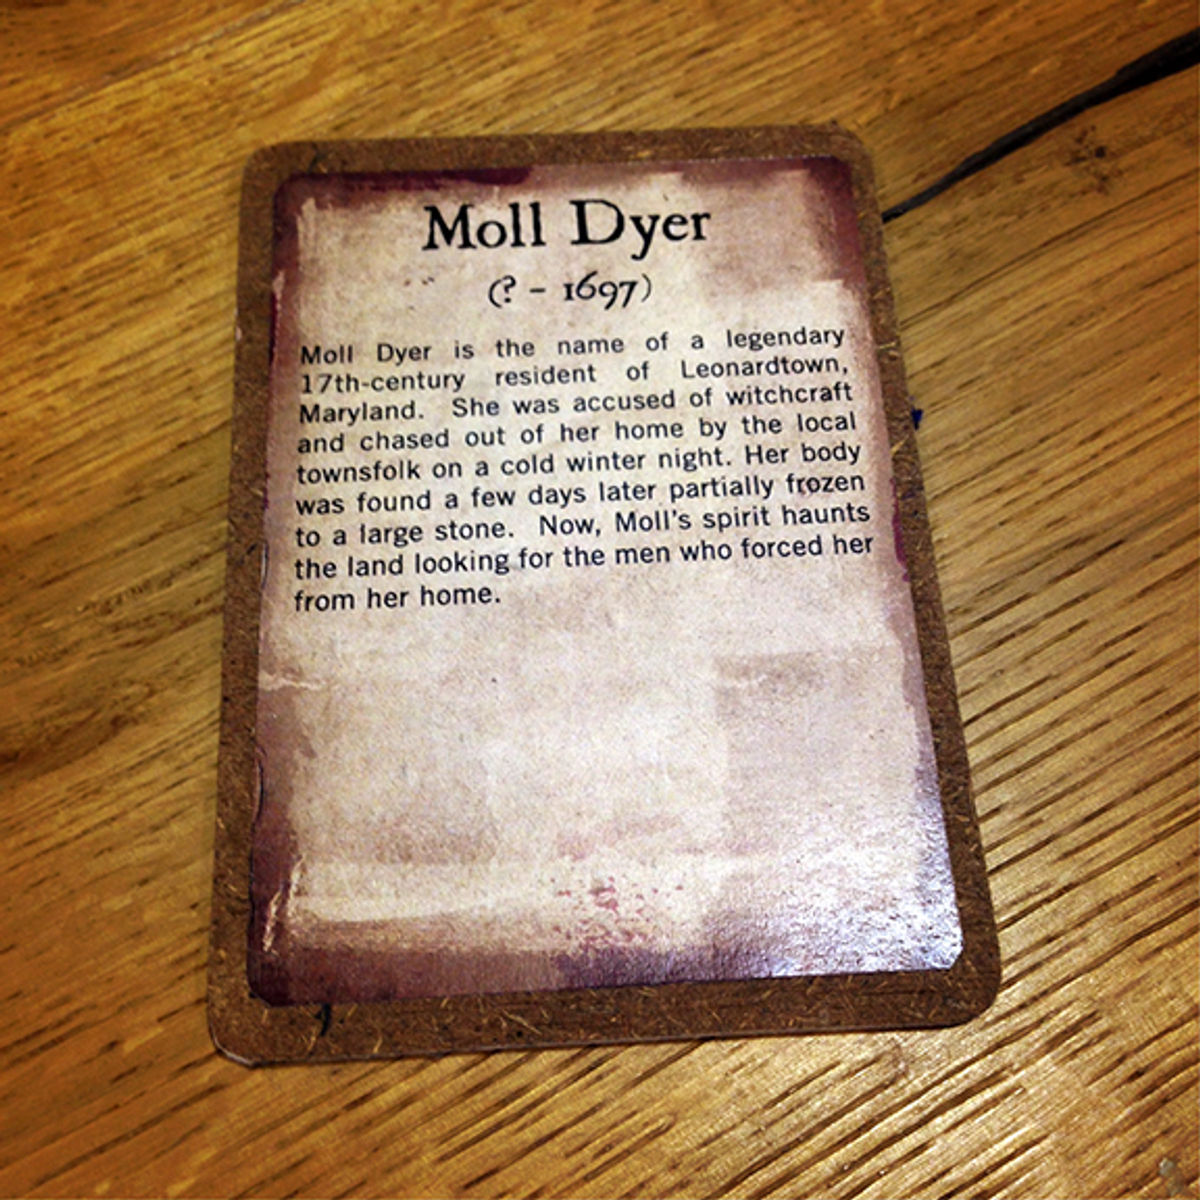 Moll Dyer
(? - 1697)
Moll Dyer is the name of a legendary
17th-century resident of Leonardtown,
Maryland. She was accused of witchcraft
and chased out of her home by the local
townsfolk on a cold winter night. Her body
was found a few days later partially frozen
to a large stone. Now, Moll's spirit haunts
the land looking for the men who forced her
from her home.